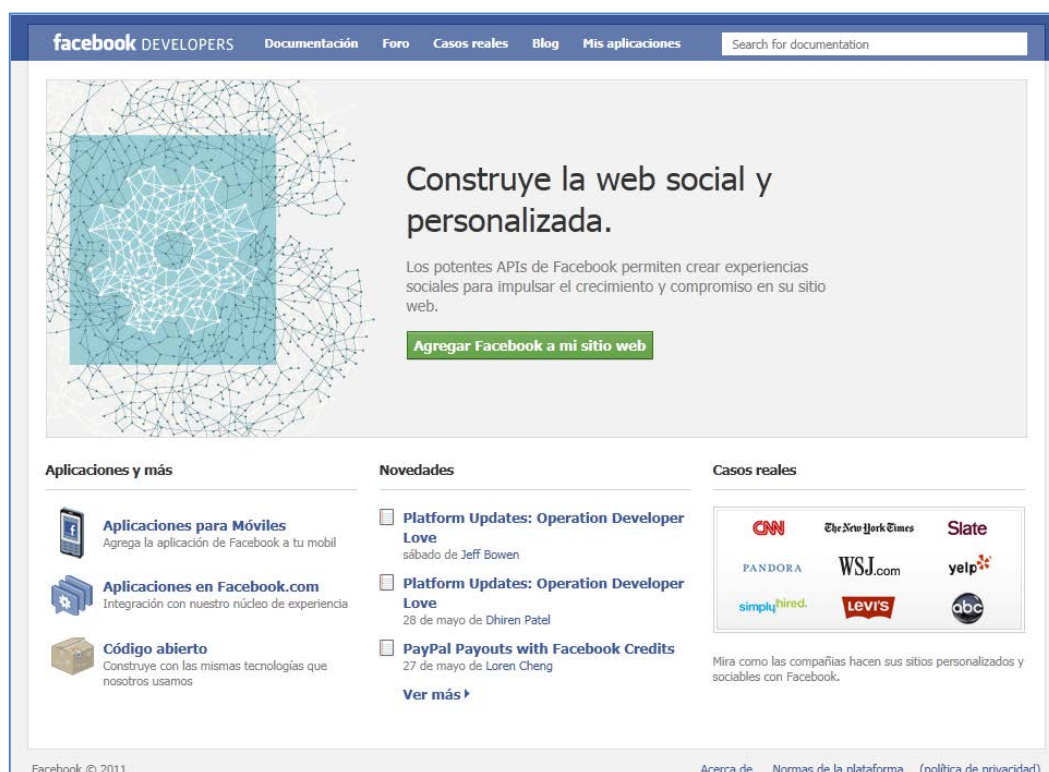 facebook DEVELOPERS Documentación Foro Casos reales Blog Mis aplicaciones Search for documentation
Construye la web social y
personalizada.
Los potentes APIs de Facebook permiten crear experiencias
sociales para impulsar el crecimiento y compromiso en su sitio
web.
Agregar Facebook a mi sitio web
Aplicaciones y más
Aplicaciones para Móviles
Agrega la aplicación de Facebook a tu mobil
Aplicaciones en Facebook.com
Integración con nuestro núcleo de experiencia
Código abierto
Construye con las mismas tecnologías que
nosotros usamos
Novedades
Platform Updates: Operation Developer
Love
sábado de Jeff Bowen
Platform Updates: Operation Developer
Love
28 de mayo de Dhiren Patel
PayPal Payouts with Facebook Credits
27 de mayo de Loren Cheng
Ver más
Casos reales
CNN The New York Times Slate
PANDORA WSJ.com yelp
simplyhired. LEVI'S abc
Mira como las compañias hacen sus sitios personalizados y
sociables con Facebook.
Facebook © 2011 Acerca de Normas de la plataforma (política de privacidad)